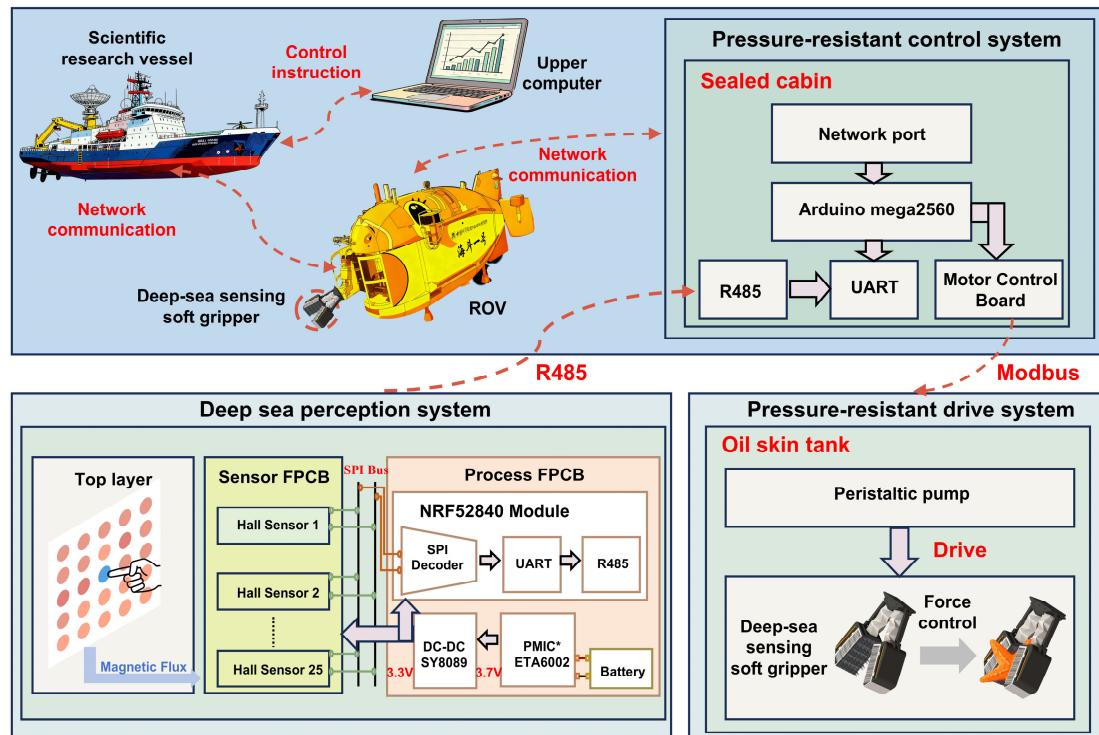 Scientific
research vessel
Control
instruction
Upper
computer
Network
communication
Network
communication
海斗一号
Deep-sea sensing
soft gripper
ROV
Pressure-resistant control system
Sealed cabin
Network port
Arduino mega2560
R485
UART
Motor Control
Board
R485
Modbus
Deep sea perception system
Top layer
Magnetic Flux
Sensor FPCB
Hall Sensor 1
Hall Sensor 2
Hall Sensor 25
SPI Bus
Process FPCB
NRF52840 Module
SPI
Decoder
UART
R485
3.3V
DC-DC
SY8089
3.7V
PMIC*
ETA6002
Battery
Pressure-resistant drive system
Oil skin tank
Peristaltic pump
Drive
Deep-sea
sensing
soft gripper
Force
control